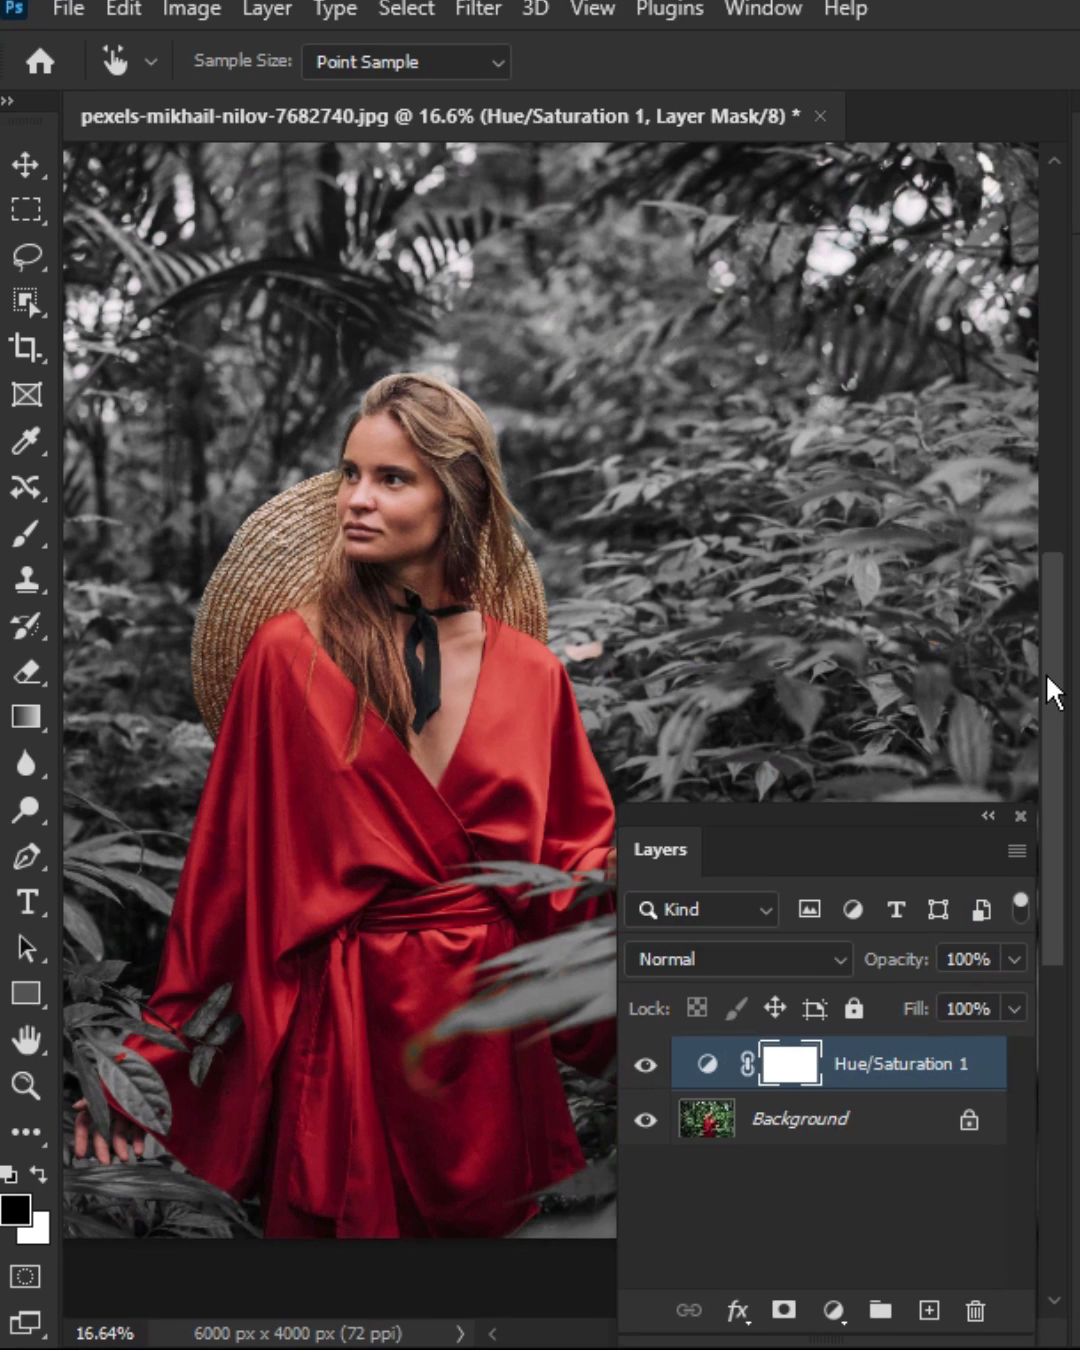 Ps File Edit Image Layer Type Select Filter 3D View Plugins Window Help
Sample Size: Point Sample
pexels-mikhail-nilov-7682740.jpg @ 16.6% (Hue/Saturation 1, Layer Mask/8) *
Layers
Kind
Normal Opacity: 100%
Lock: Fill: 100%
Hue/Saturation 1
Background
fx
16.64% 6000 px x 4000 px (72 ppi)